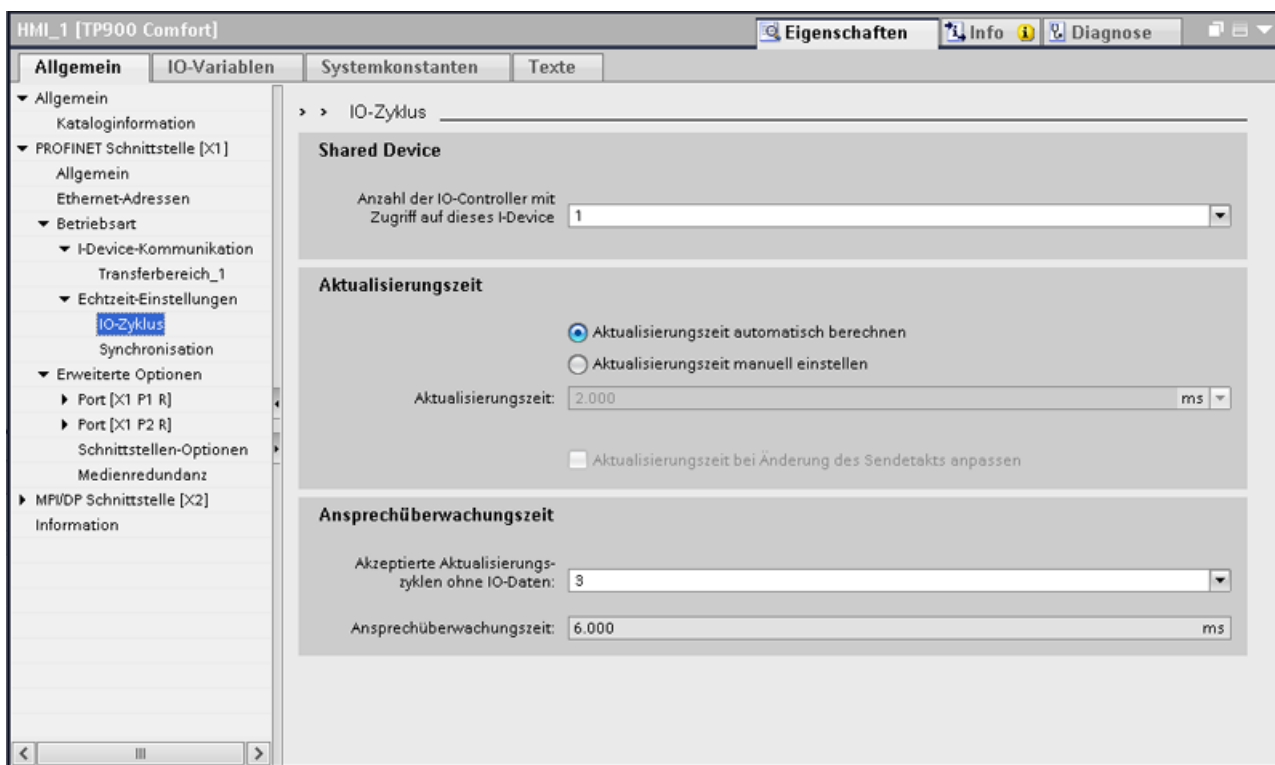 HMI_1 [TP900 Comfort]
Eigenschaften
Info
Diagnose
Allgemein
IO-Variablen
Systemkonstanten
Texte
Allgemein
Kataloginformation
PROFINET Schnittstelle [X1]
Allgemein
Ethernet-Adressen
Betriebsart
I-Device-Kommunikation
Transferbereich_1
Echtzeit-Einstellungen
IO-Zyklus
Synchronisation
Erweiterte Optionen
Port [X1 P1 R]
Port [X1 P2 R]
Schnittstellen-Optionen
Medienredundanz
MPI/DP Schnittstelle [X2]
Information
> > IO-Zyklus
Shared Device
Anzahl der IO-Controller mit
Zugriff auf dieses I-Device
1
Aktualisierungszeit
Aktualisierungszeit automatisch berechnen
Aktualisierungszeit manuell einstellen
Aktualisierungszeit: 2.000 ms
Aktualisierungszeit bei Änderung des Sendetakts anpassen
Ansprechüberwachungszeit
Akzeptierte Aktualisierungs-
zyklen ohne IO-Daten: 3
Ansprechüberwachungszeit: 6.000 ms